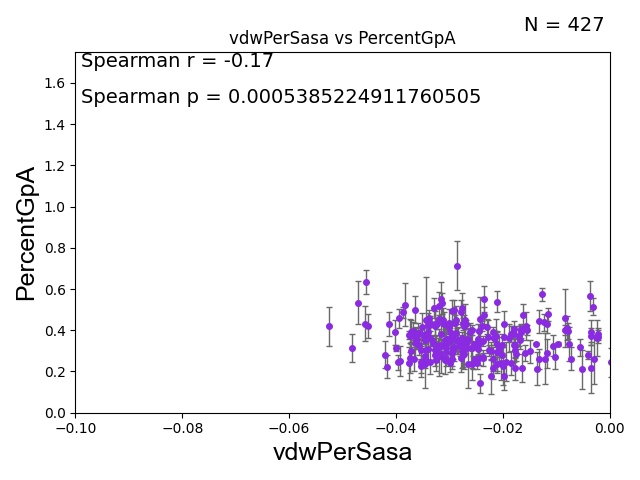 N = 427
vdwPerSasa vs PercentGpA
Spearman r = -0.17
Spearman p = 0.0005385224911760505
PercentGpA
1.6
1.4
1.2
1.0
0.8
0.6
0.4
0.2
0.0
−0.10 −0.08 −0.06 −0.04 −0.02 0.00
vdwPerSasa